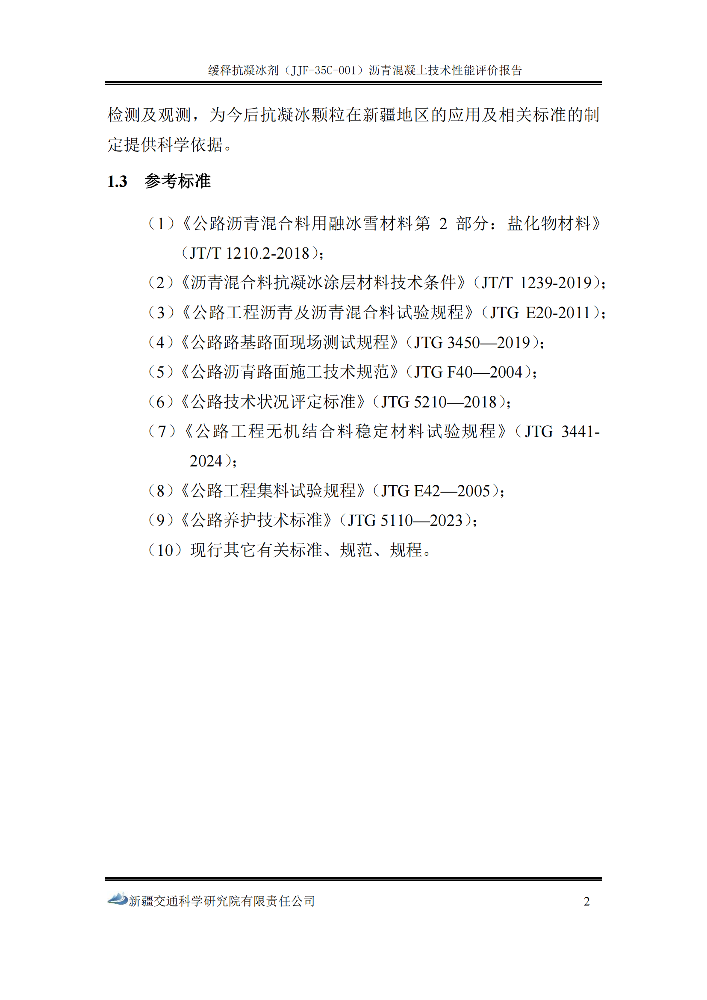 缓释抗凝冰剂（JJF-35C-001）沥青混凝土技术性能评价报告
检测及观测，为今后抗凝冰颗粒在新疆地区的应用及相关标准的制
定提供科学依据。
1.3 参考标准
（1）《公路沥青混合料用融冰雪材料第 2 部分：盐化物材料》
（JT/T 1210.2-2018）；
（2）《沥青混合料抗凝冰涂层材料技术条件》（JT/T 1239-2019）；
（3）《公路工程沥青及沥青混合料试验规程》（JTG E20-2011）；
（4）《公路路基路面现场测试规程》（JTG 3450—2019）；
（5）《公路沥青路面施工技术规范》（JTG F40—2004）；
（6）《公路技术状况评定标准》（JTG 5210—2018）；
（7）《公路工程无机结合料稳定材料试验规程》（JTG 3441-
2024）；
（8）《公路工程集料试验规程》（JTG E42—2005）；
（9）《公路养护技术标准》（JTG 5110—2023）；
（10）现行其它有关标准、规范、规程。
新疆交通科学研究院有限责任公司 2